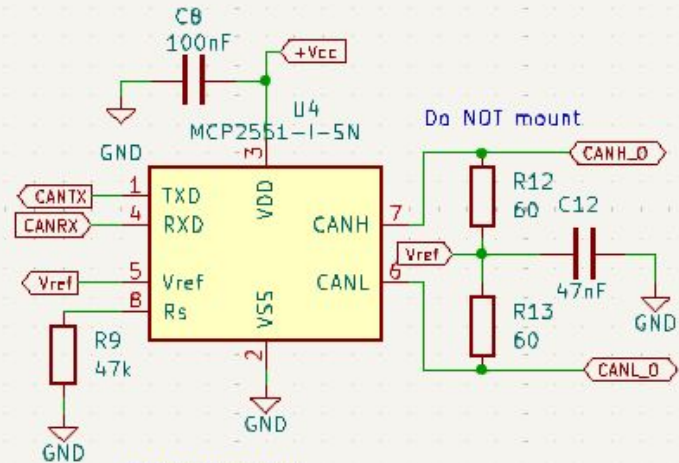 C8
100nF
+Vcc
U4
MCP2551-I-SN
Do NOT mount
GND
3
VDD
CANTX
1
TXD
CANRX
4
RXD
CANH
7
CANH_O
R12
60
C12
47nF
Vref
GND
Vref
5
Vref
CANL
6
8
Rs
VSS
2
R13
60
CANL_O
R9
47k
GND
GND